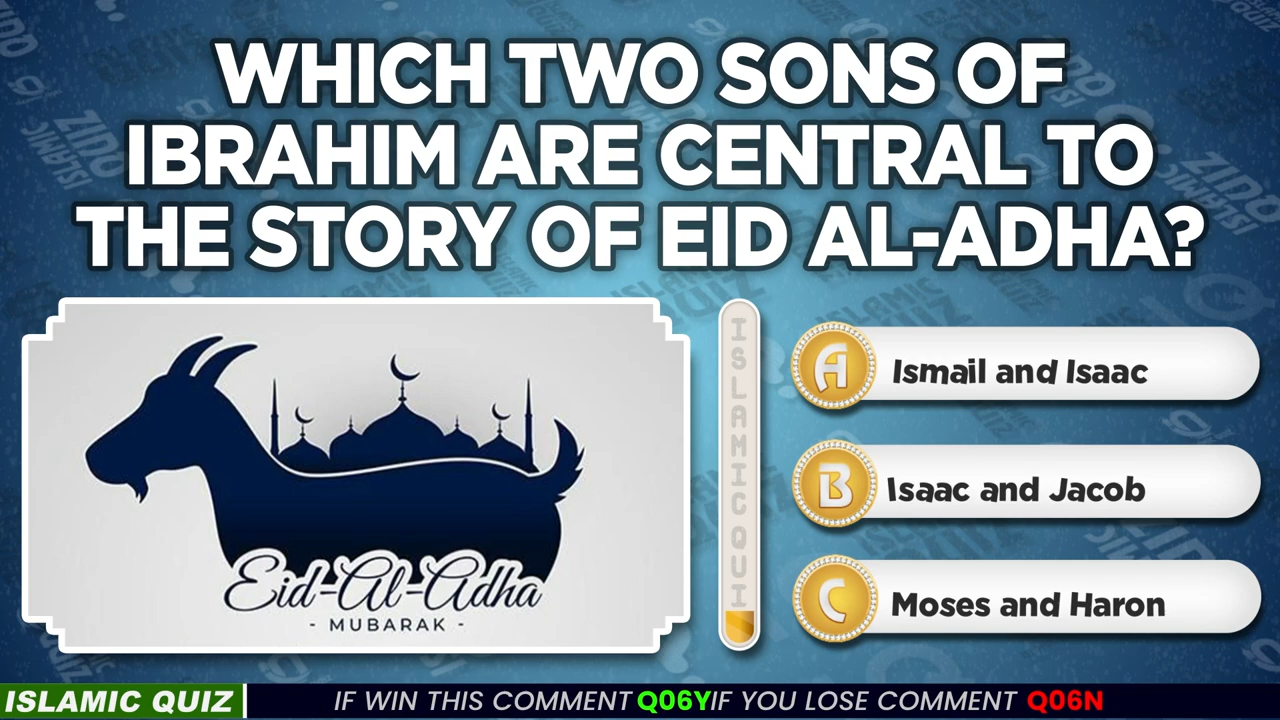 WHICH TWO SONS OF
IBRAHIM ARE CENTRAL TO
THE STORY OF EID AL-ADHA?
Eid-Al-Adha
- MUBARAK -
ISLAMIC QUI
A Ismail and Isaac
B Isaac and Jacob
C Moses and Haron
ISLAMIC QUIZ
IF WIN THIS COMMENT Q06Y IF YOU LOSE COMMENT Q06N